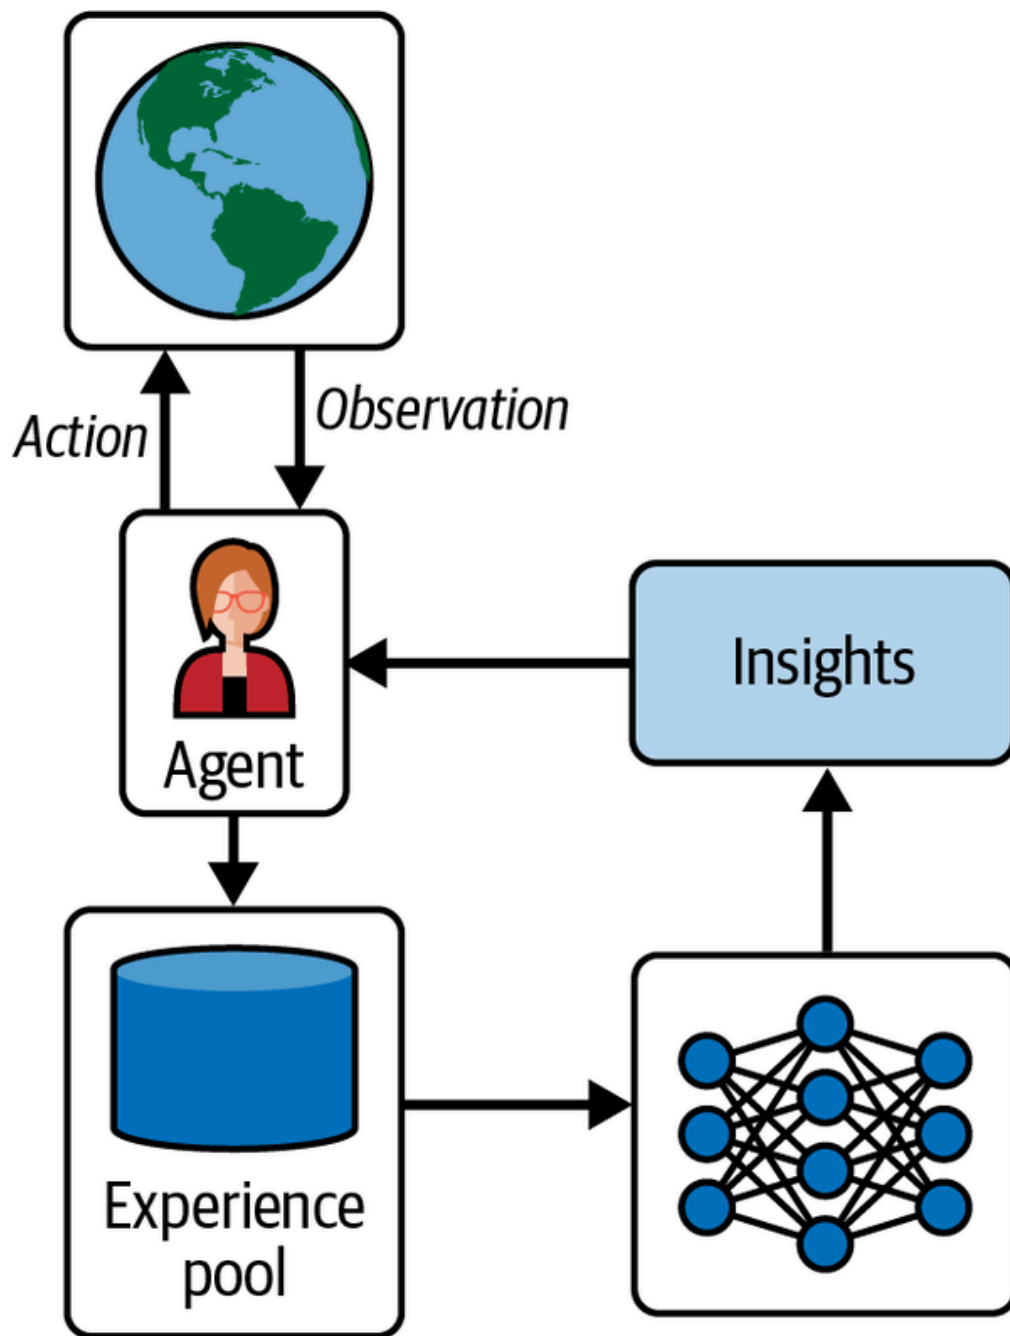 Action
Observation
Agent
Insights
Experience
pool